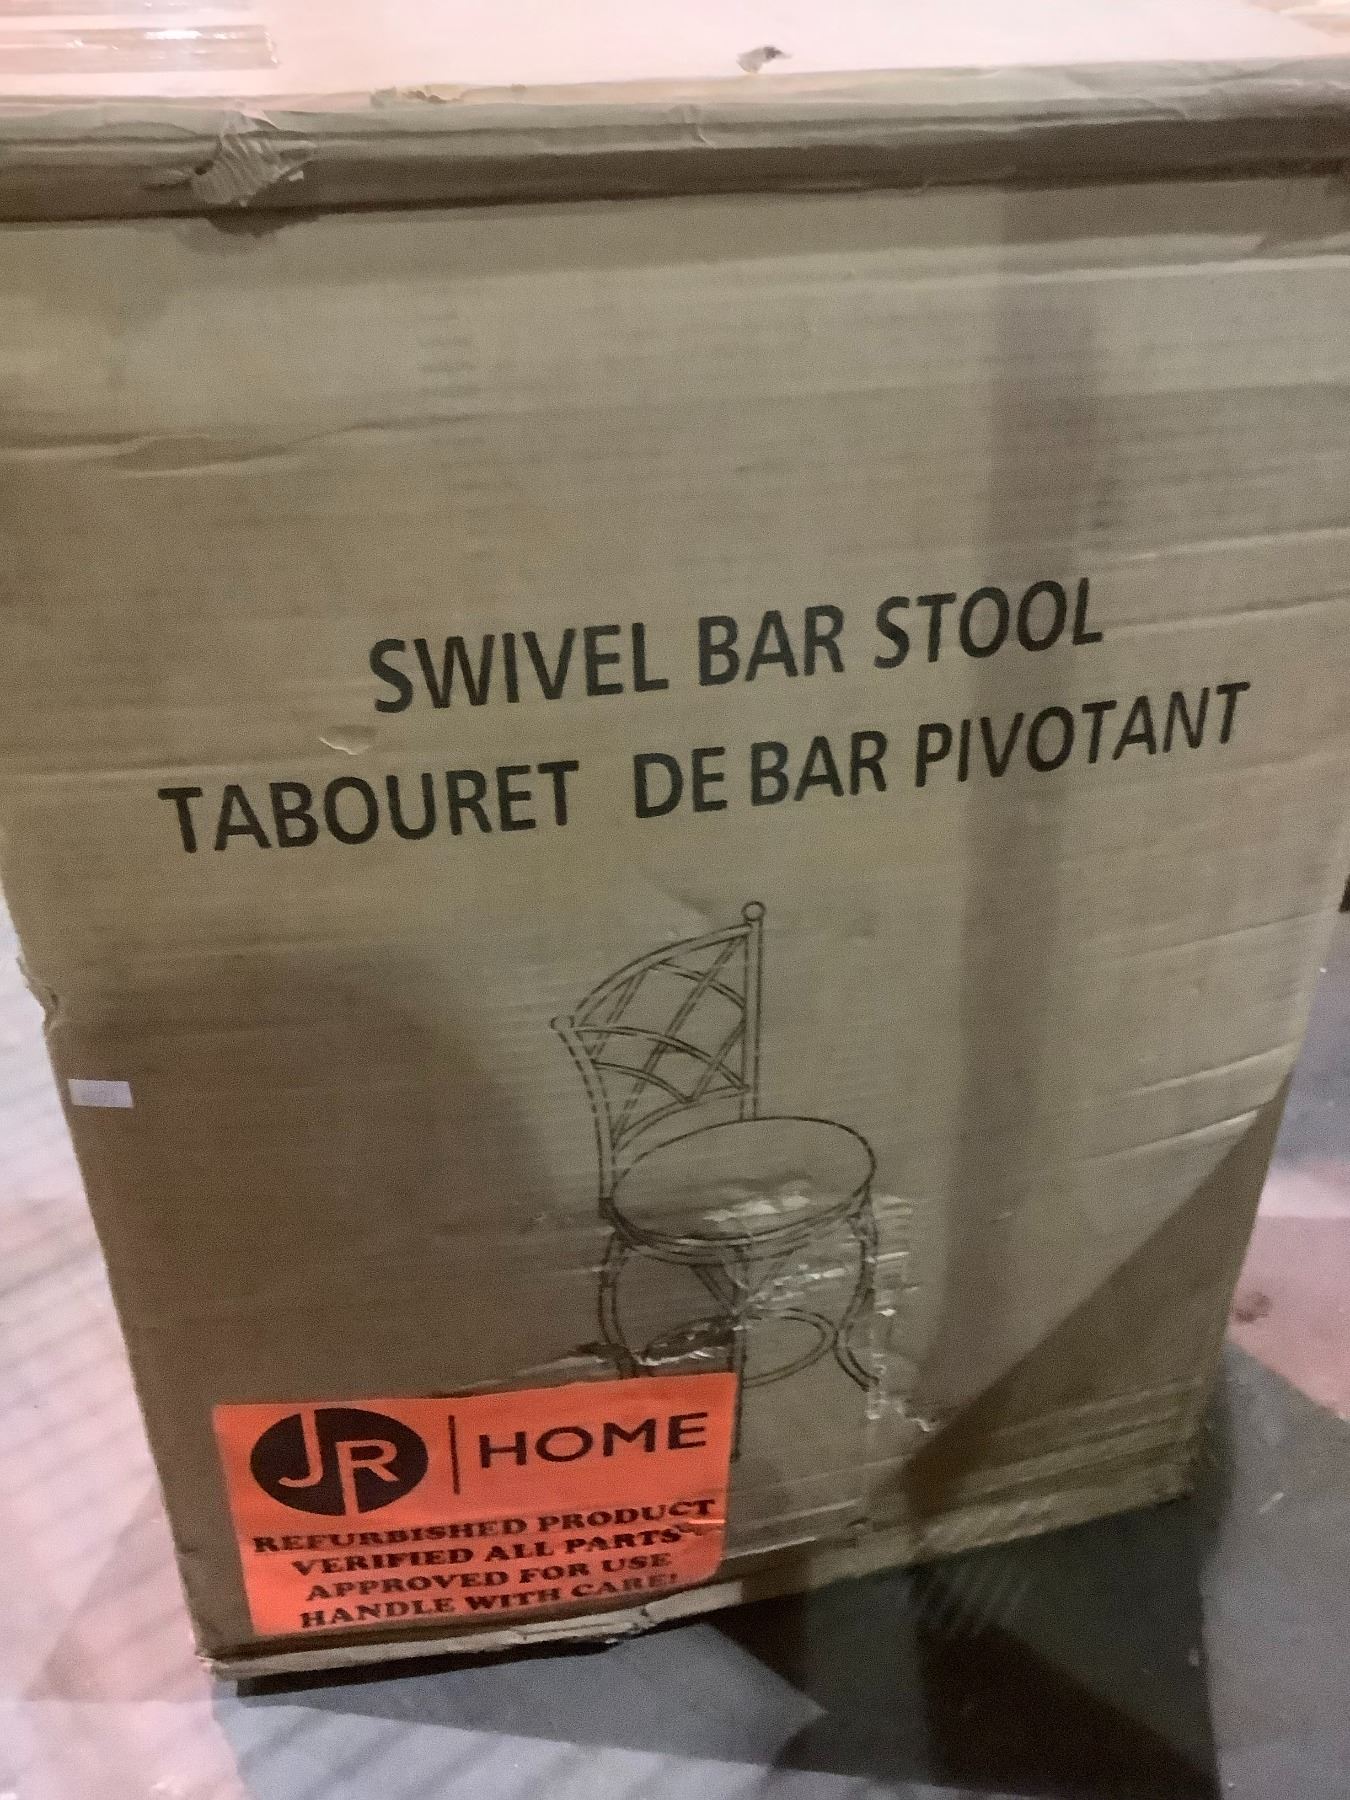 SWIVEL BAR STOOL
TABOURET DE BAR PIVOTANT
JR | HOME
REFURBISHED PRODUCT
VERIFIED ALL PARTS
APPROVED FOR USE
HANDLE WITH CARE!